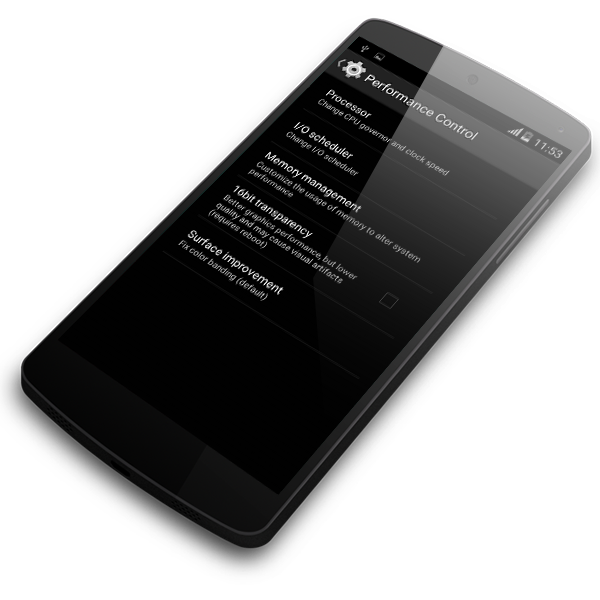 11:53
Performance Control
Processor
Change CPU governor and clock speed
I/O scheduler
Change I/O scheduler
Memory management
Customize the usage of memory to alter system
performance
16bit transparency
Better graphics performance, but lower
quality and may cause visual artifacts
(requires reboot)
Surface improvement
Fix color banding (default)